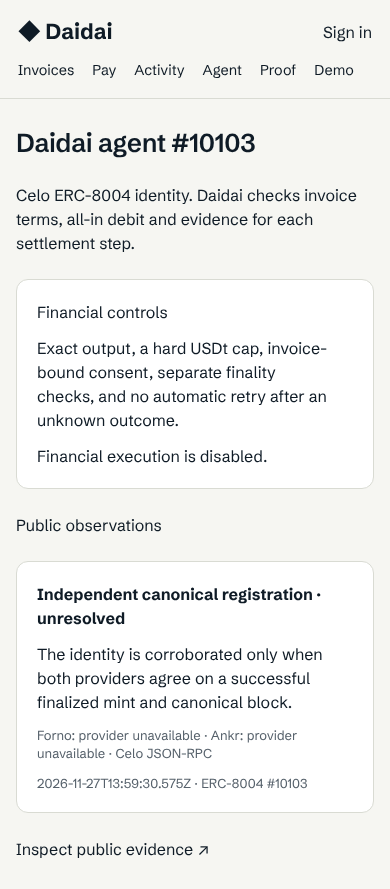 Daidai
Sign in
Invoices Pay Activity Agent Proof Demo
Daidai agent #10103
Celo ERC-8004 identity. Daidai checks invoice
terms, all-in debit and evidence for each
settlement step.
Financial controls
Exact output, a hard USDt cap, invoice-
bound consent, separate finality
checks, and no automatic retry after an
unknown outcome.
Financial execution is disabled.
Public observations
Independent canonical registration ·
unresolved
The identity is corroborated only when
both providers agree on a successful
finalized mint and canonical block.
Forno: provider unavailable · Ankr: provider
unavailable · Celo JSON-RPC
2026-11-27T13:59:30.575Z · ERC-8004 #10103
Inspect public evidence ↗